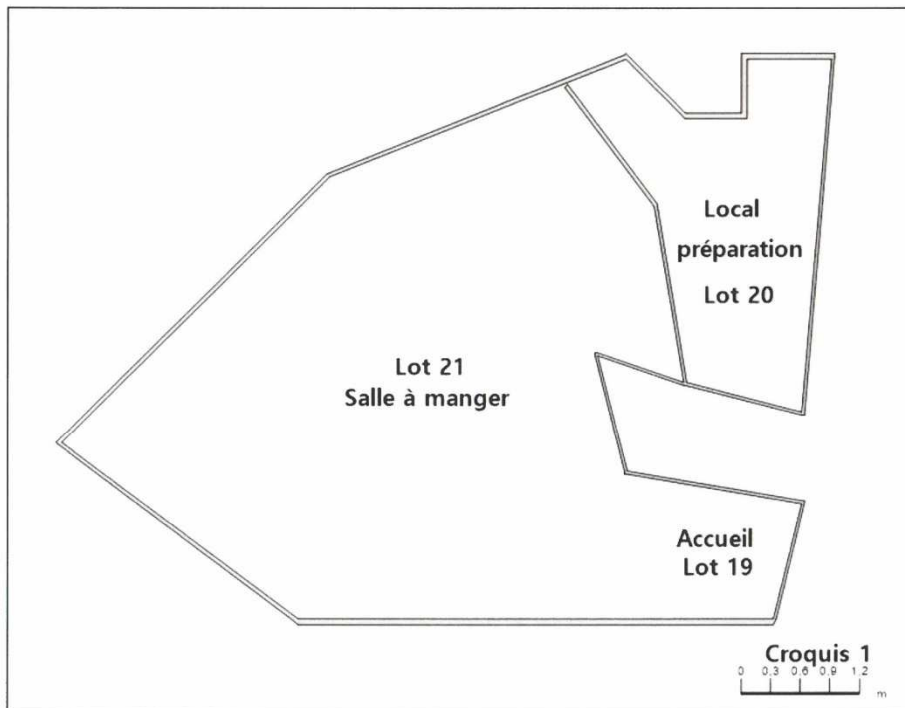 Local
préparation
Lot 20
Lot 21
Salle à manger
Accueil
Lot 19
Croquis 1
0 0,3 0,6 0,9 1,2
m